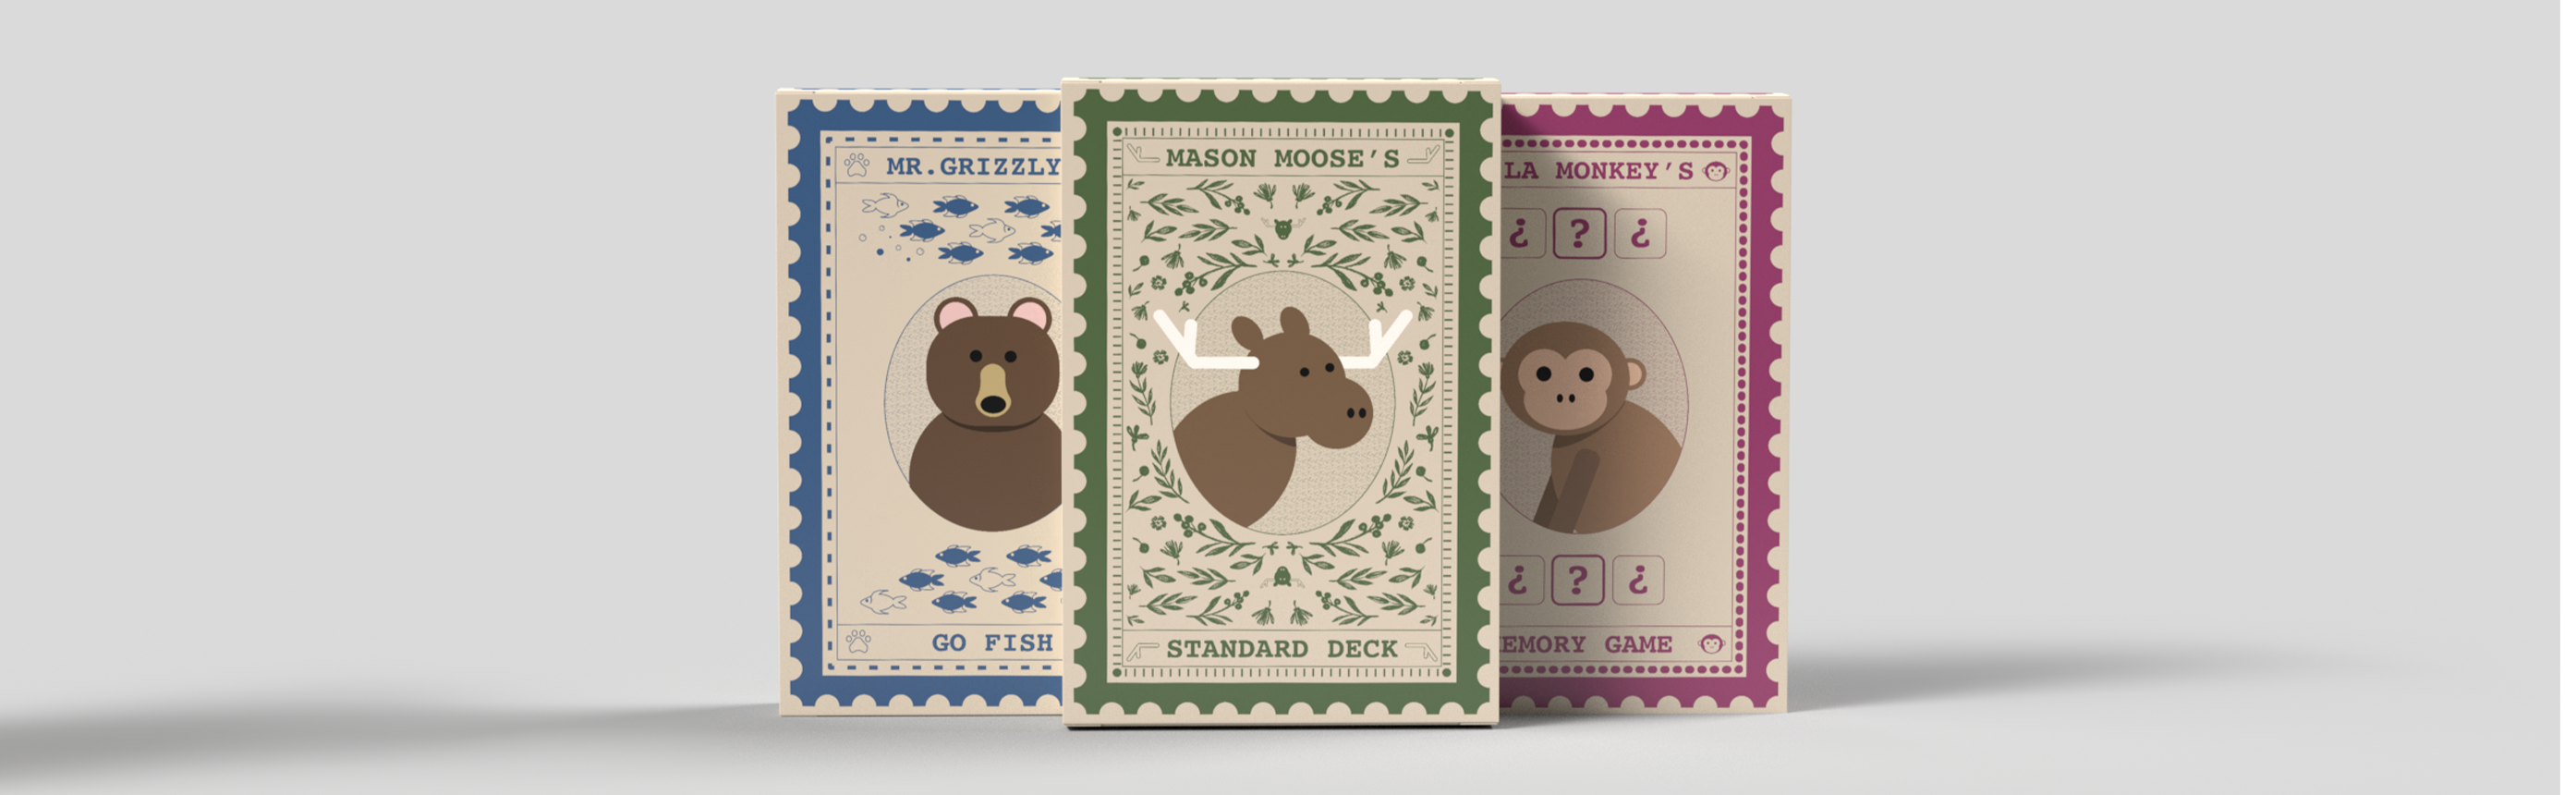 MR.GRIZZLY
GO FISH
MASON MOOSE'S
STANDARD DECK
LA MONKEY'S
¿ ? ¿
¿ ? ¿
EMORY GAME